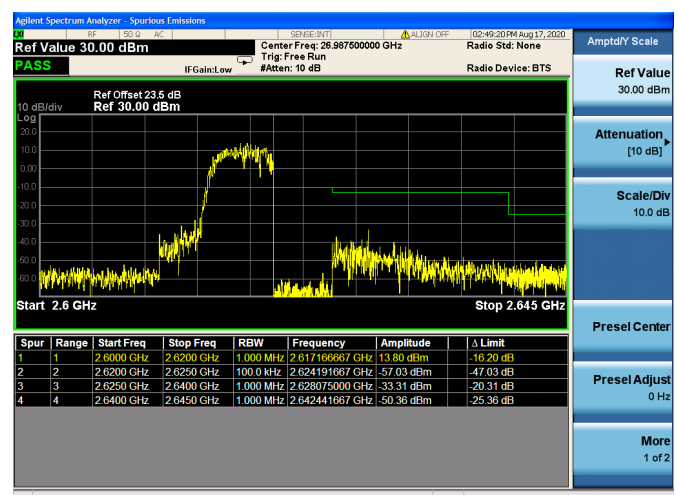 Agilent Spectrum Analyzer - Spurious Emissions
LXI RF 50 Ω AC SENSE:INT ALIGN OFF 02:49:20 PM Aug 17, 2020
Ref Value 30.00 dBm Center Freq: 26.987500000 GHz Radio Std: None
Trig: Free Run
PASS IFGain:Low #Atten: 10 dB Radio Device: BTS
Ref Offset 23.5 dB
10 dB/div Ref 30.00 dBm
Log
20.0
10.0
0.00
-10.0
-20.0
-30.0
-40.0
-50.0
-60.0
Start 2.6 GHz Stop 2.645 GHz
Spur Range Start Freq Stop Freq RBW Frequency Amplitude Δ Limit
1 1 2.6000 GHz 2.6200 GHz 1.000 MHz 2.617166667 GHz 13.80 dBm -16.20 dB
2 2 2.6200 GHz 2.6250 GHz 100.0 kHz 2.624191667 GHz -57.03 dBm -47.03 dB
3 3 2.6250 GHz 2.6400 GHz 1.000 MHz 2.628075000 GHz -33.31 dBm -20.31 dB
4 4 2.6400 GHz 2.6450 GHz 1.000 MHz 2.642441667 GHz -50.36 dBm -25.36 dB
Amptd/Y Scale
Ref Value
30.00 dBm
Attenuation
[10 dB]
Scale/Div
10.0 dB
Presel Center
Presel Adjust
0 Hz
More
1 of 2